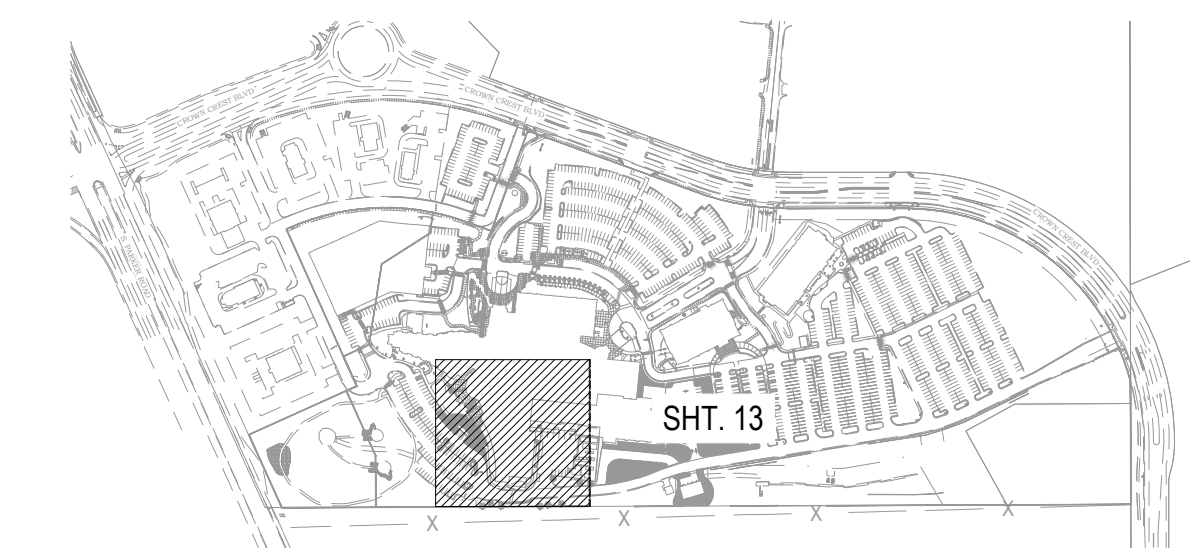 CROWN CREST BLVD
CROWN CREST BLVD
CROWN CREST BLVD
S. PARKER ROAD
SHT. 13
X X X X